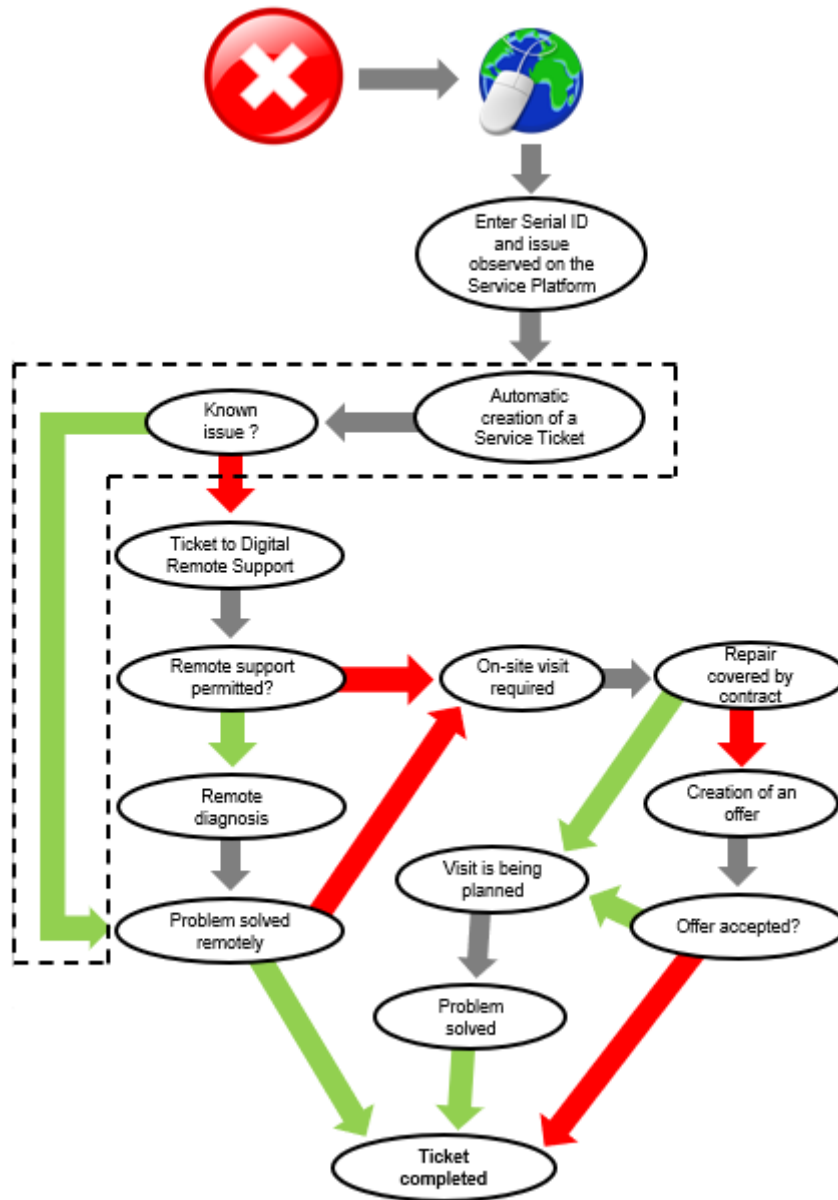 Enter Serial ID
and issue
observed on the
Service Platform
Automatic
creation of a
Service Ticket
Known
issue ?
Ticket to Digital
Remote Support
Remote support
permitted?
On-site visit
required
Repair
covered by
contract
Remote
diagnosis
Creation of an
offer
Visit is being
planned
Problem solved
remotely
Offer accepted?
Problem
solved
Ticket
completed